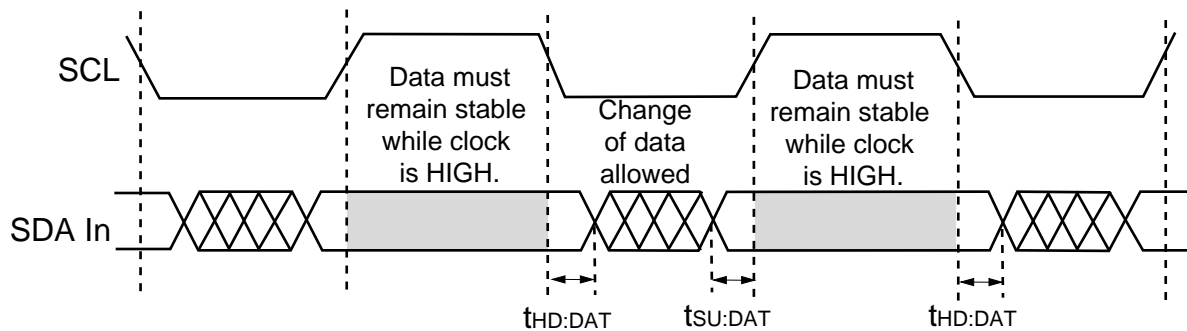 SCL
Data must
remain stable
while clock
is HIGH.
Change
of data
allowed
Data must
remain stable
while clock
is HIGH.
SDA In
tHD:DAT
tSU:DAT
tHD:DAT